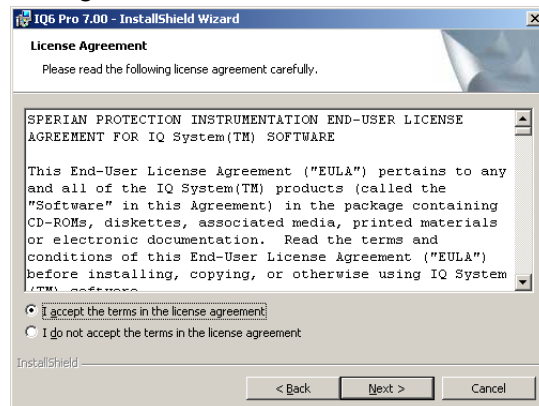 IQ6 Pro 7.00 - InstallShield Wizard
License Agreement
Please read the following license agreement carefully.
SPERIAN PROTECTION INSTRUMENTATION END-USER LICENSE
AGREEMENT FOR IQ System(TM) SOFTWARE
This End-User License Agreement ("EULA") pertains to any
and all of the IQ System(TM) products (called the
"Software" in this Agreement) in the package containing
CD-ROMs, diskettes, associated media, printed materials
or electronic documentation.  Read the terms and
conditions of this End-User License Agreement ("EULA")
before installing, copying, or otherwise using IQ System
(TM) software
I accept the terms in the license agreement
I do not accept the terms in the license agreement
InstallShield
< Back
Next >
Cancel